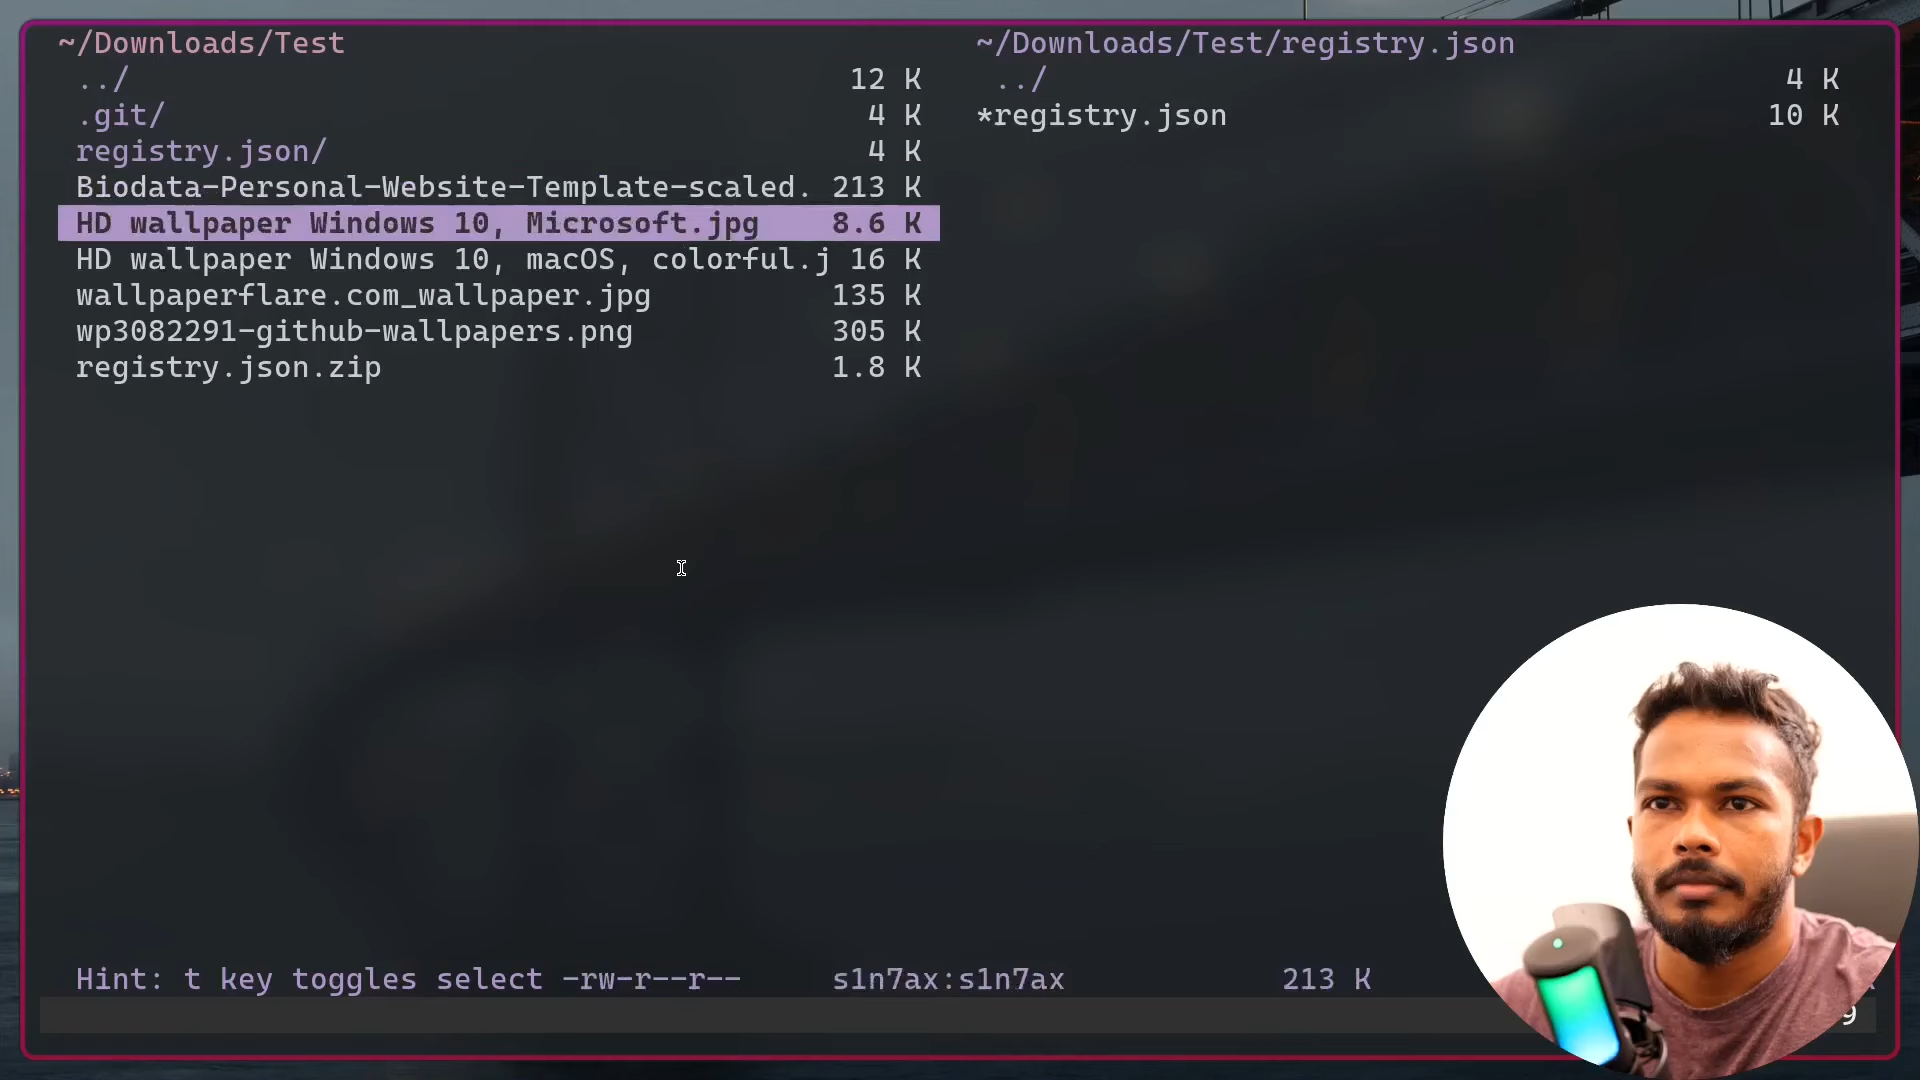 ~/Downloads/Test
../ 12 K
.git/ 4 K
registry.json/ 4 K
Biodata-Personal-Website-Template-scaled. 213 K
HD wallpaper Windows 10, Microsoft.jpg 8.6 K
HD wallpaper Windows 10, macOS, colorful.j 16 K
wallpaperflare.com_wallpaper.jpg 135 K
wp3082291-github-wallpapers.png 305 K
registry.json.zip 1.8 K
~/Downloads/Test/registry.json
../ 4 K
*registry.json 10 K
Hint: t key toggles select -rw-r--r-- s1n7ax:s1n7ax 213 K